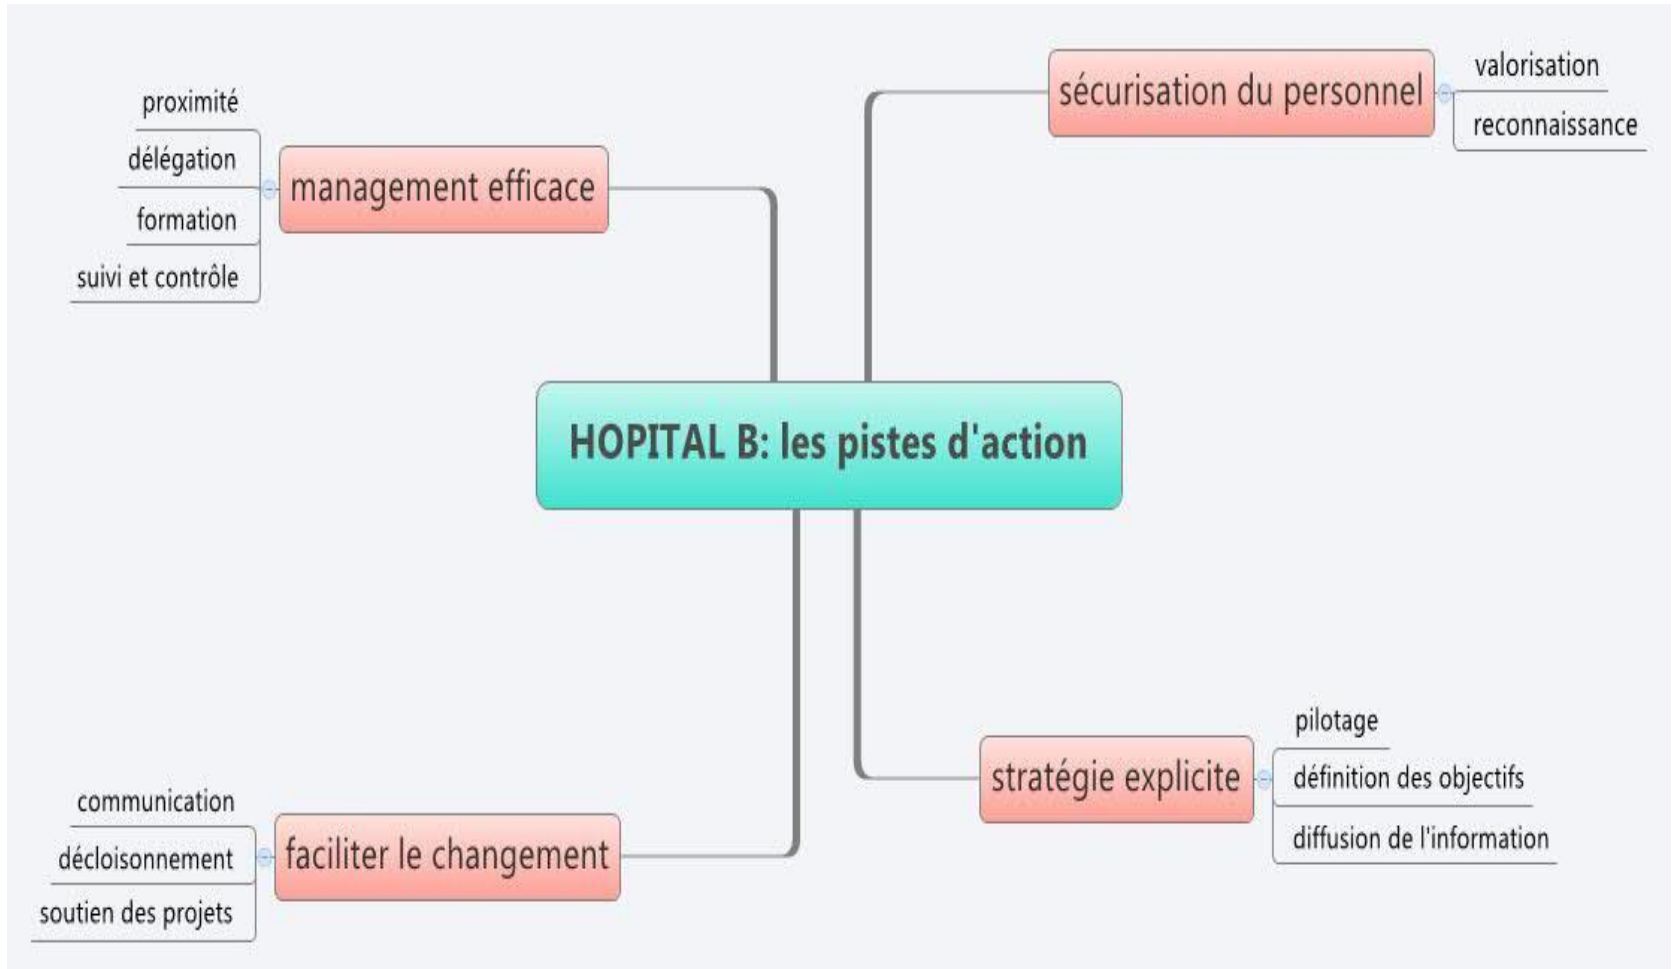 proximité
délégation
formation
suivi et contrôle
management efficace
sécurisation du personnel
valorisation
reconnaissance
HOPITAL B: les pistes d'action
communication
décloisonnement
soutien des projets
faciliter le changement
stratégie explicite
pilotage
définition des objectifs
diffusion de l'information